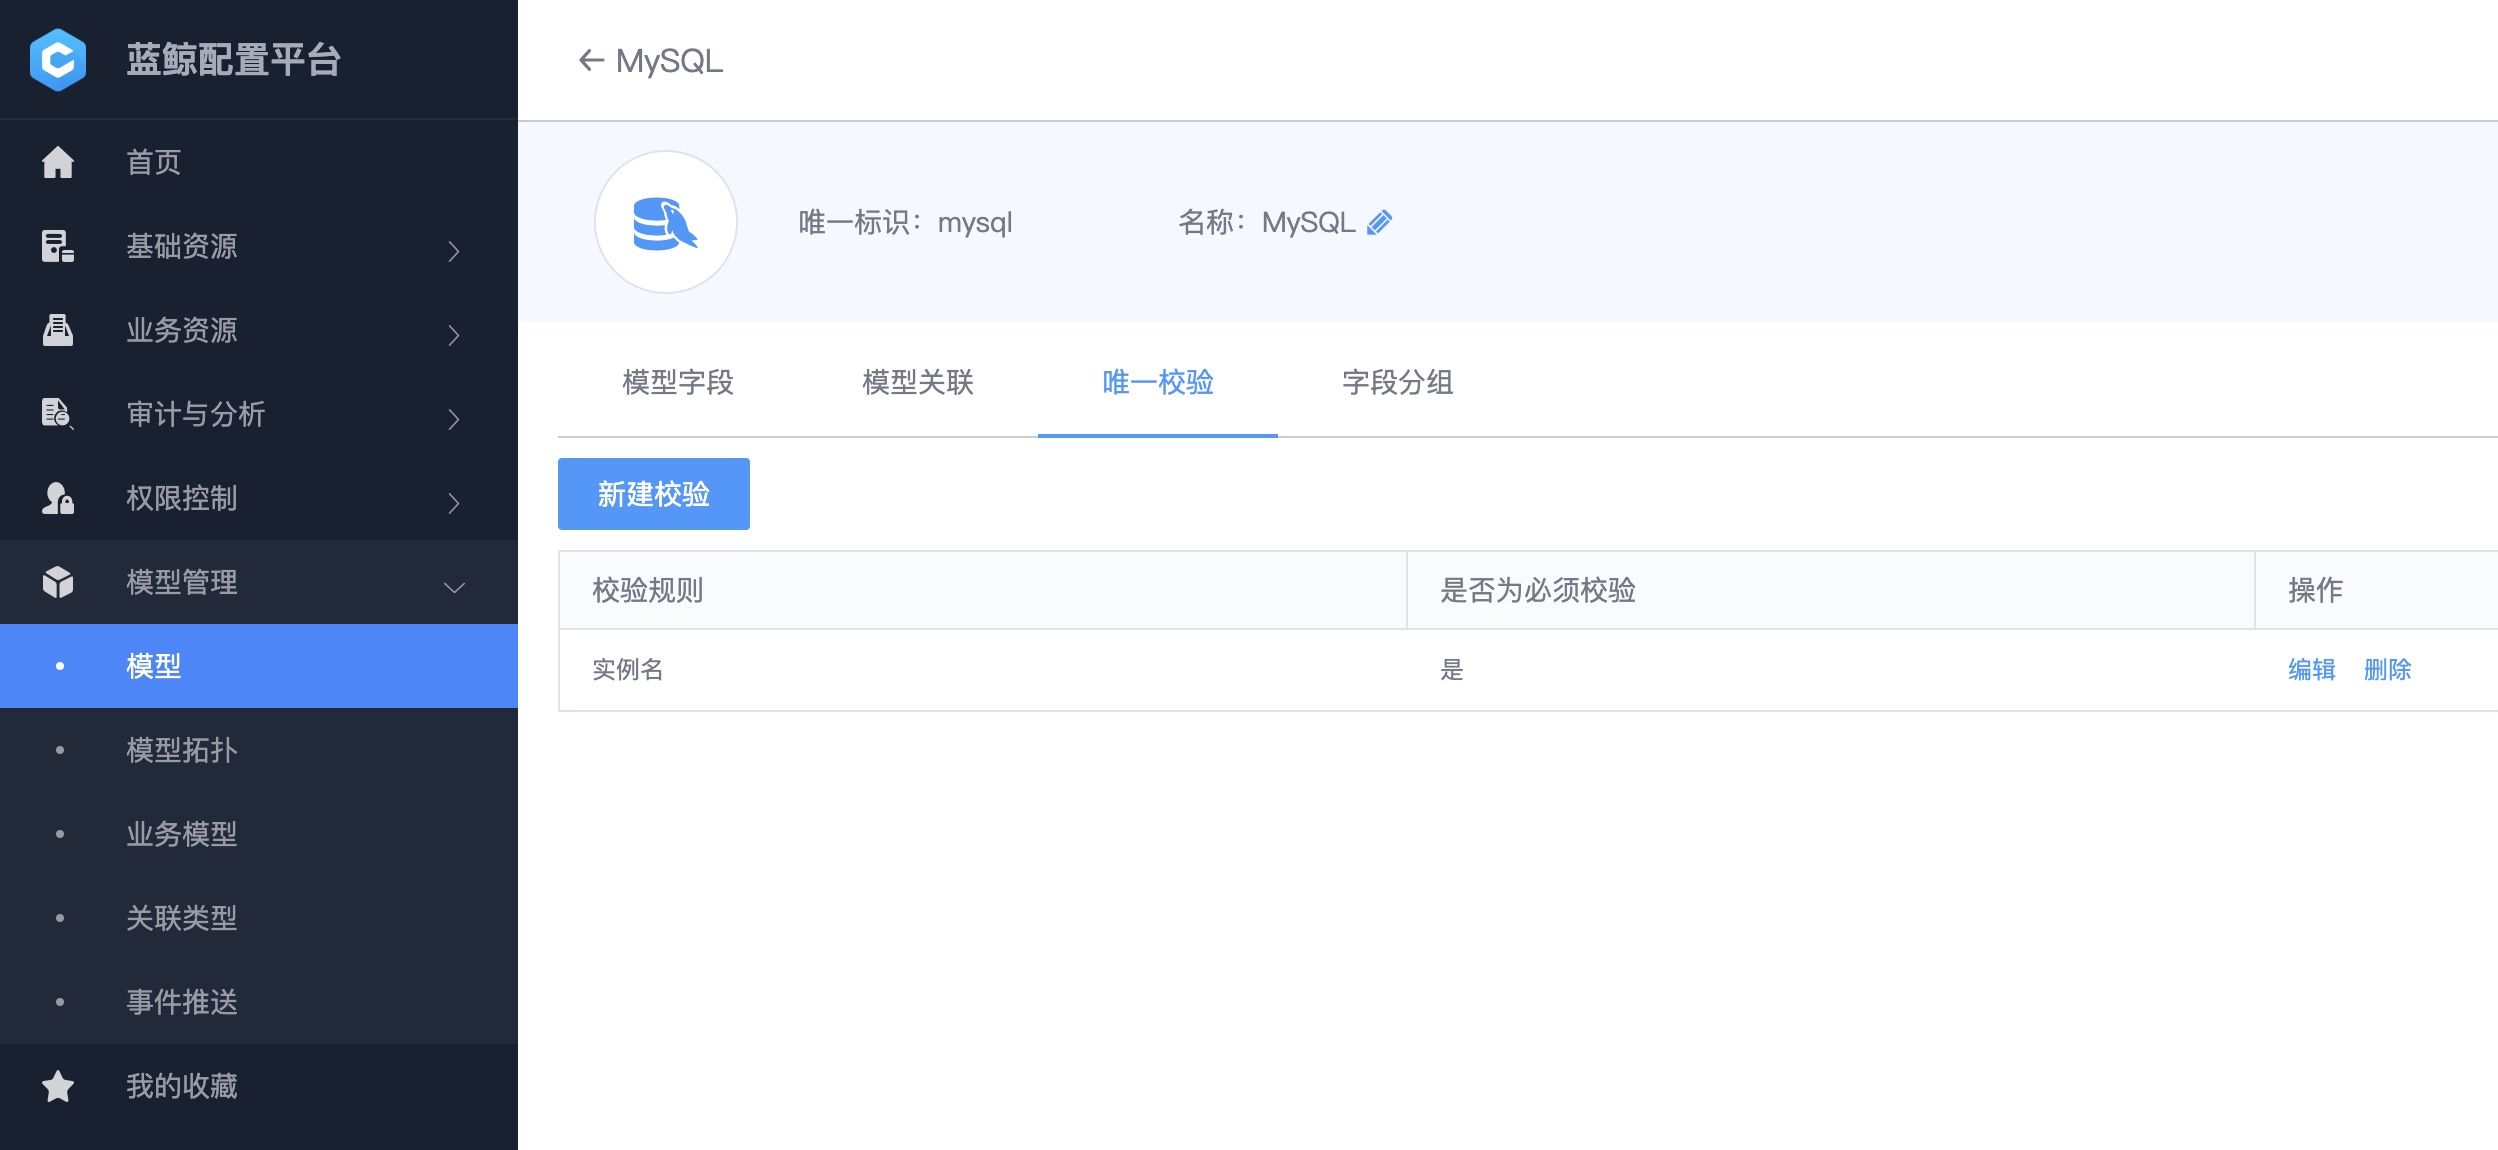 蓝鲸配置平台
首页
基础资源
业务资源
审计与分析
权限控制
模型管理
模型
模型拓扑
业务模型
关联类型
事件推送
我的收藏
MySQL
唯一标识：mysql 名称：MySQL
模型字段 模型关联 唯一校验 字段分组
新建校验
校验规则 是否为必须校验 操作
实例名 是 编辑 删除